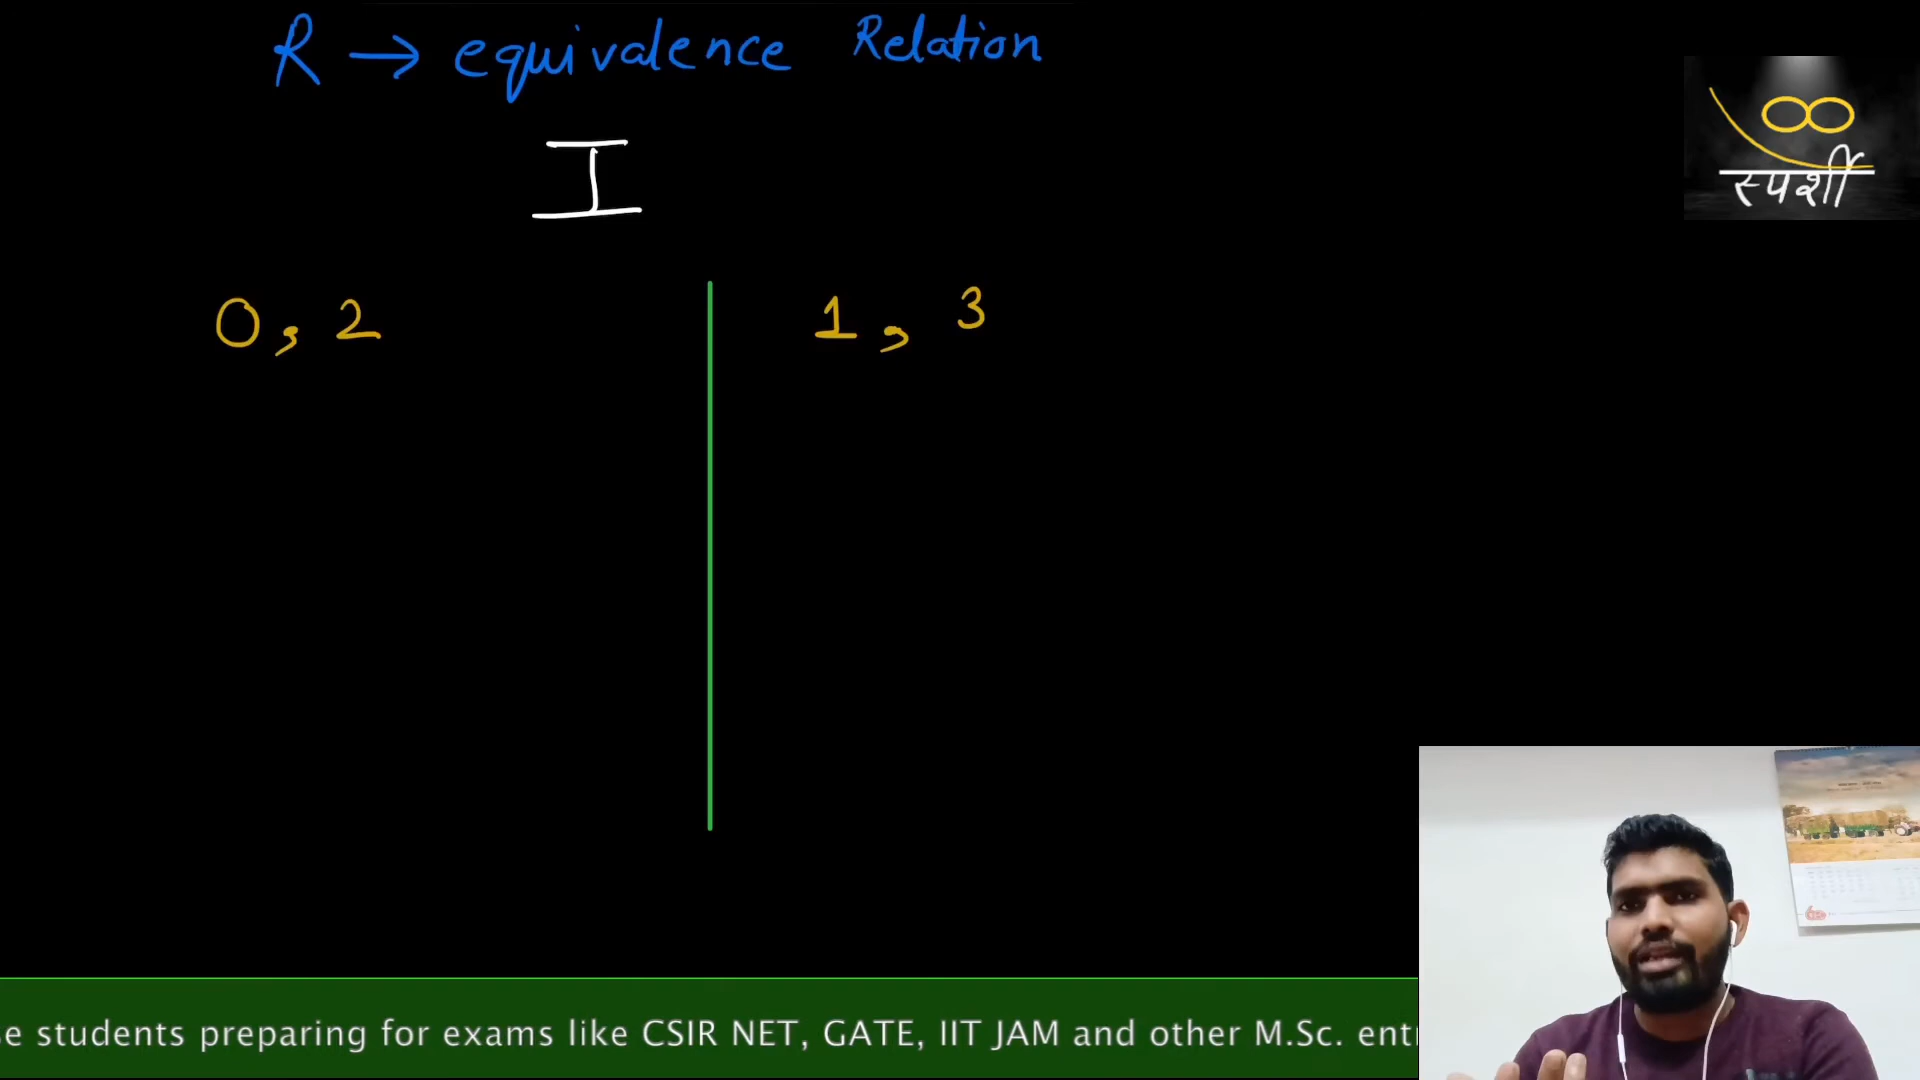 R → equivalence Relation
I
0, 2
1, 3
स्पर्शी
e students preparing for exams like CSIR NET, GATE, IIT JAM and other M.Sc. ent